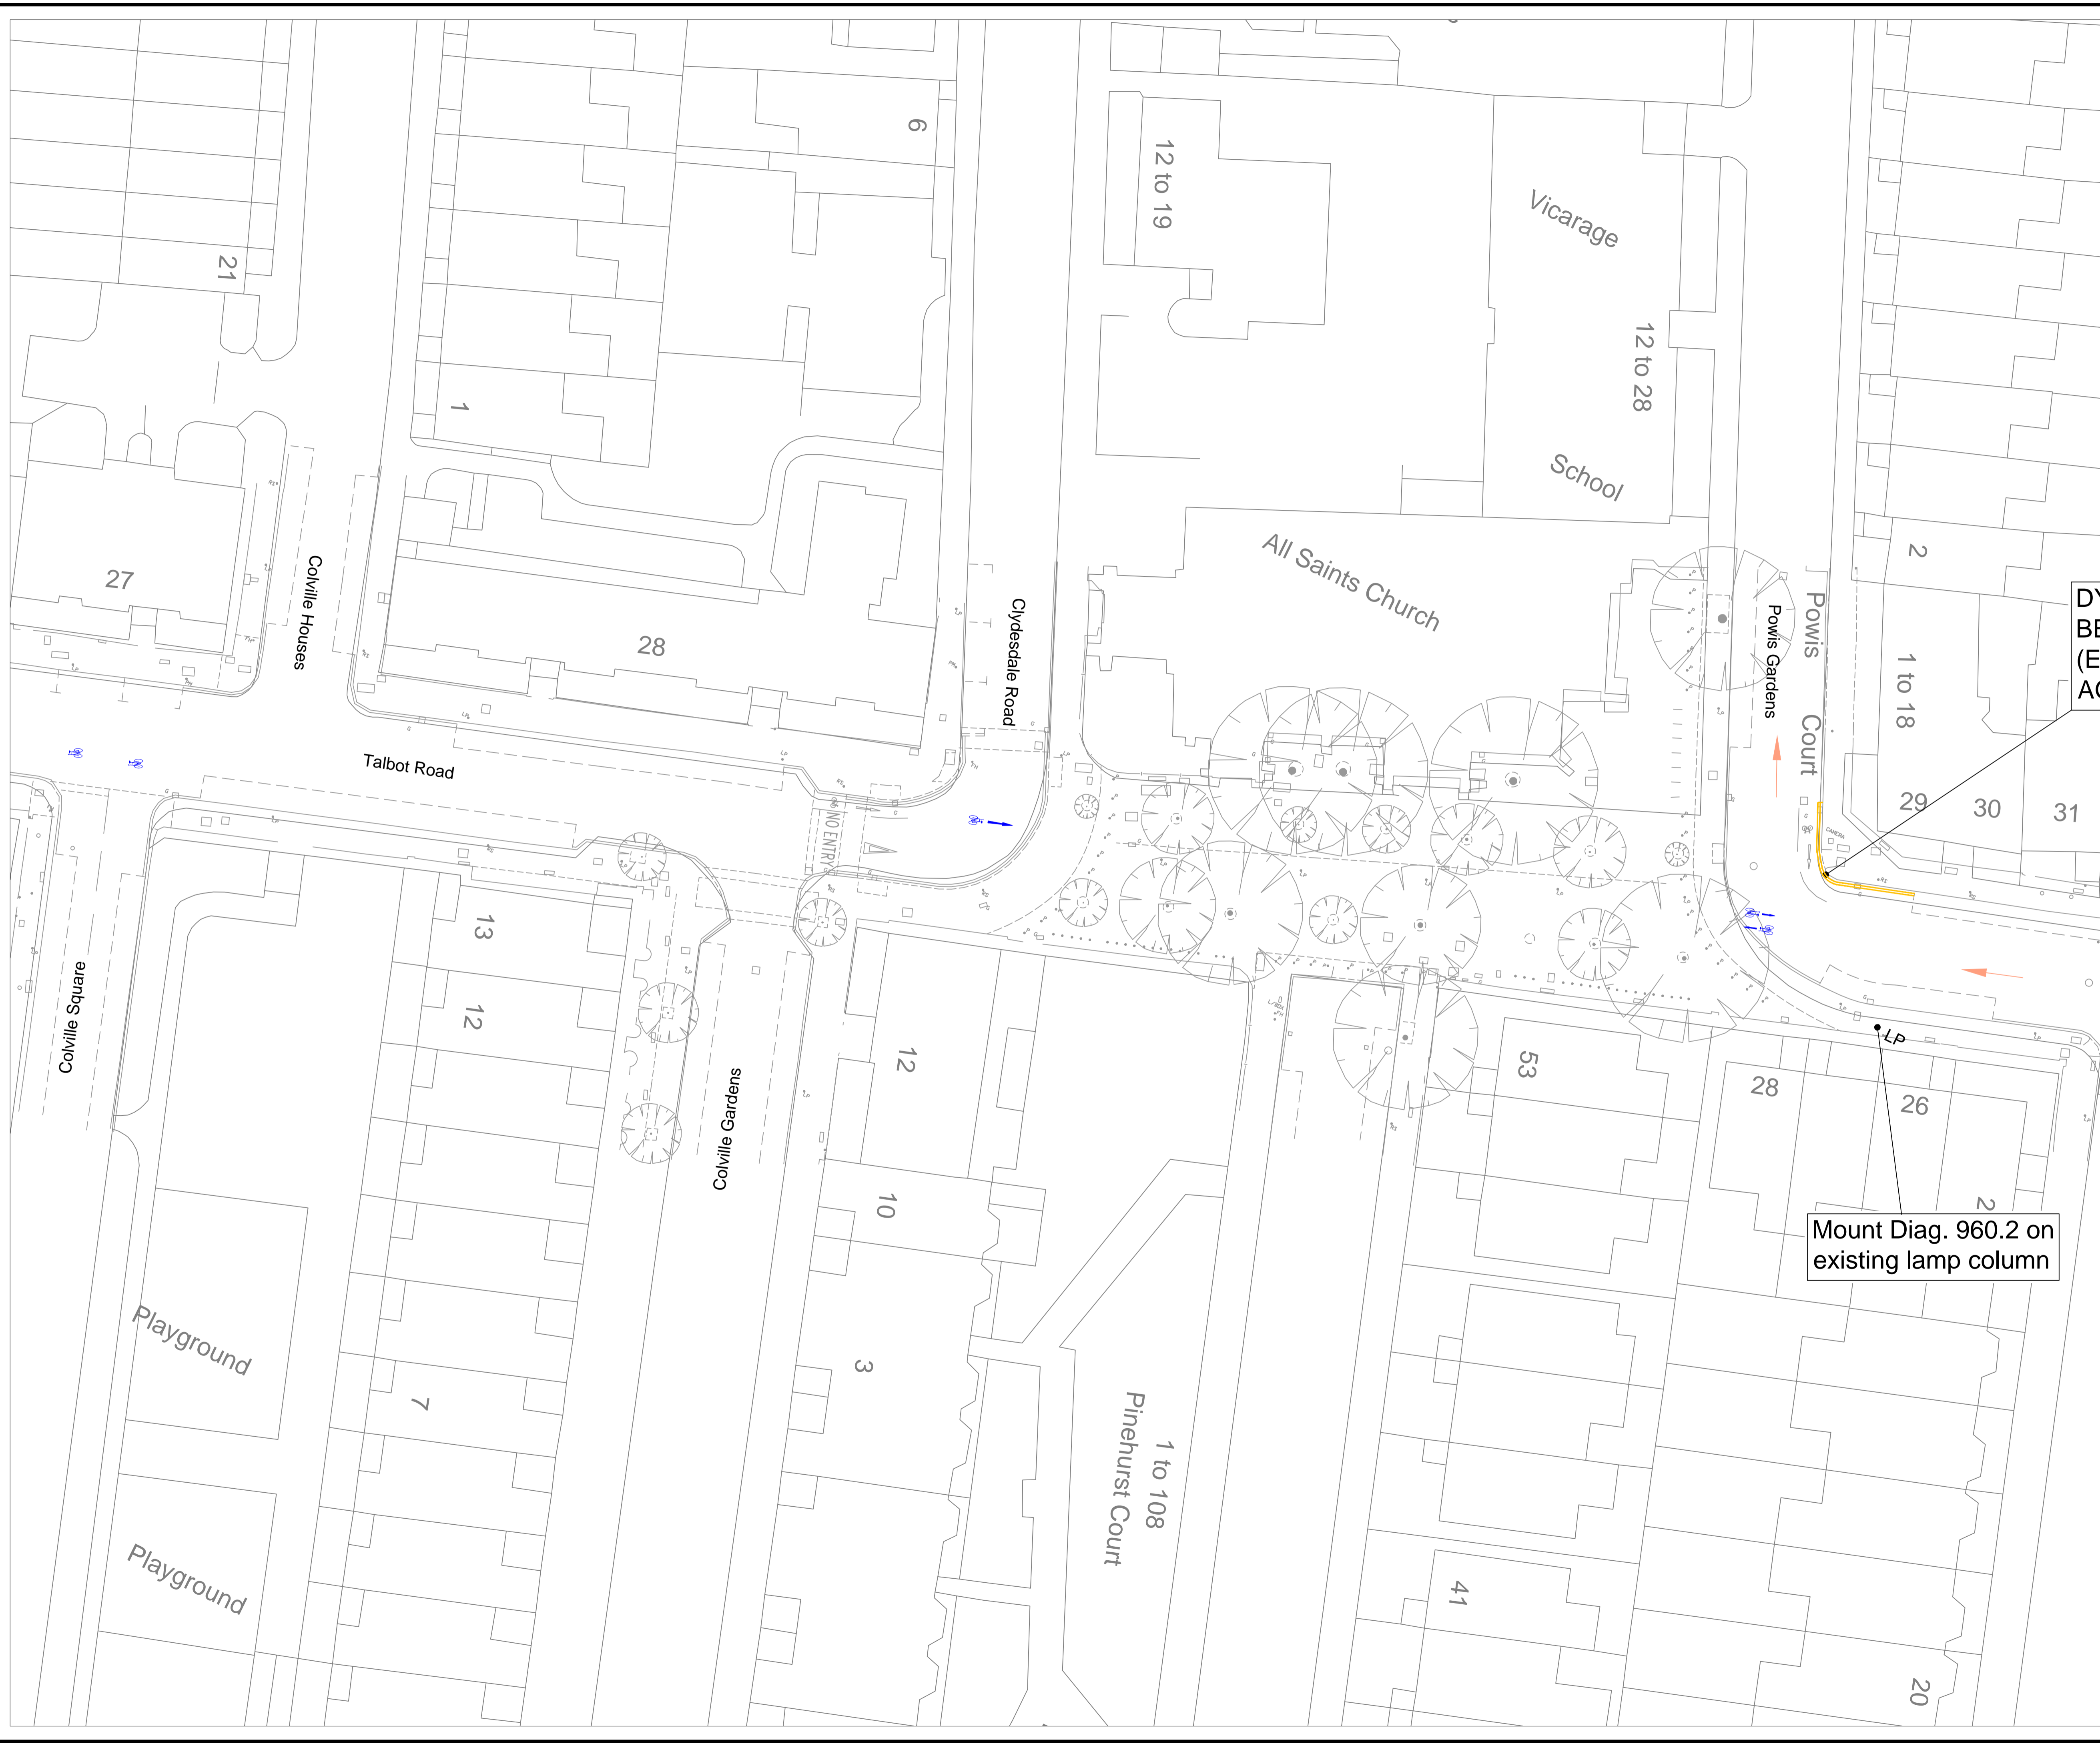 6
12 to 19
Vicarage
21
12 to 28
1
School
2
All Saints Church
27
Colville Houses
28
Clydesdale Road
Powis Gardens
Powis Court
1 to 18
Talbot Road
29
30
31
NO ENTRY
CAMERA
13
12
Colville Square
Colville Gardens
12
10
3
53
LP
28
26
2
Mount Diag. 960.2 on
existing lamp column
Playground
7
1 to 108
Pinehurst Court
Playground
41
20